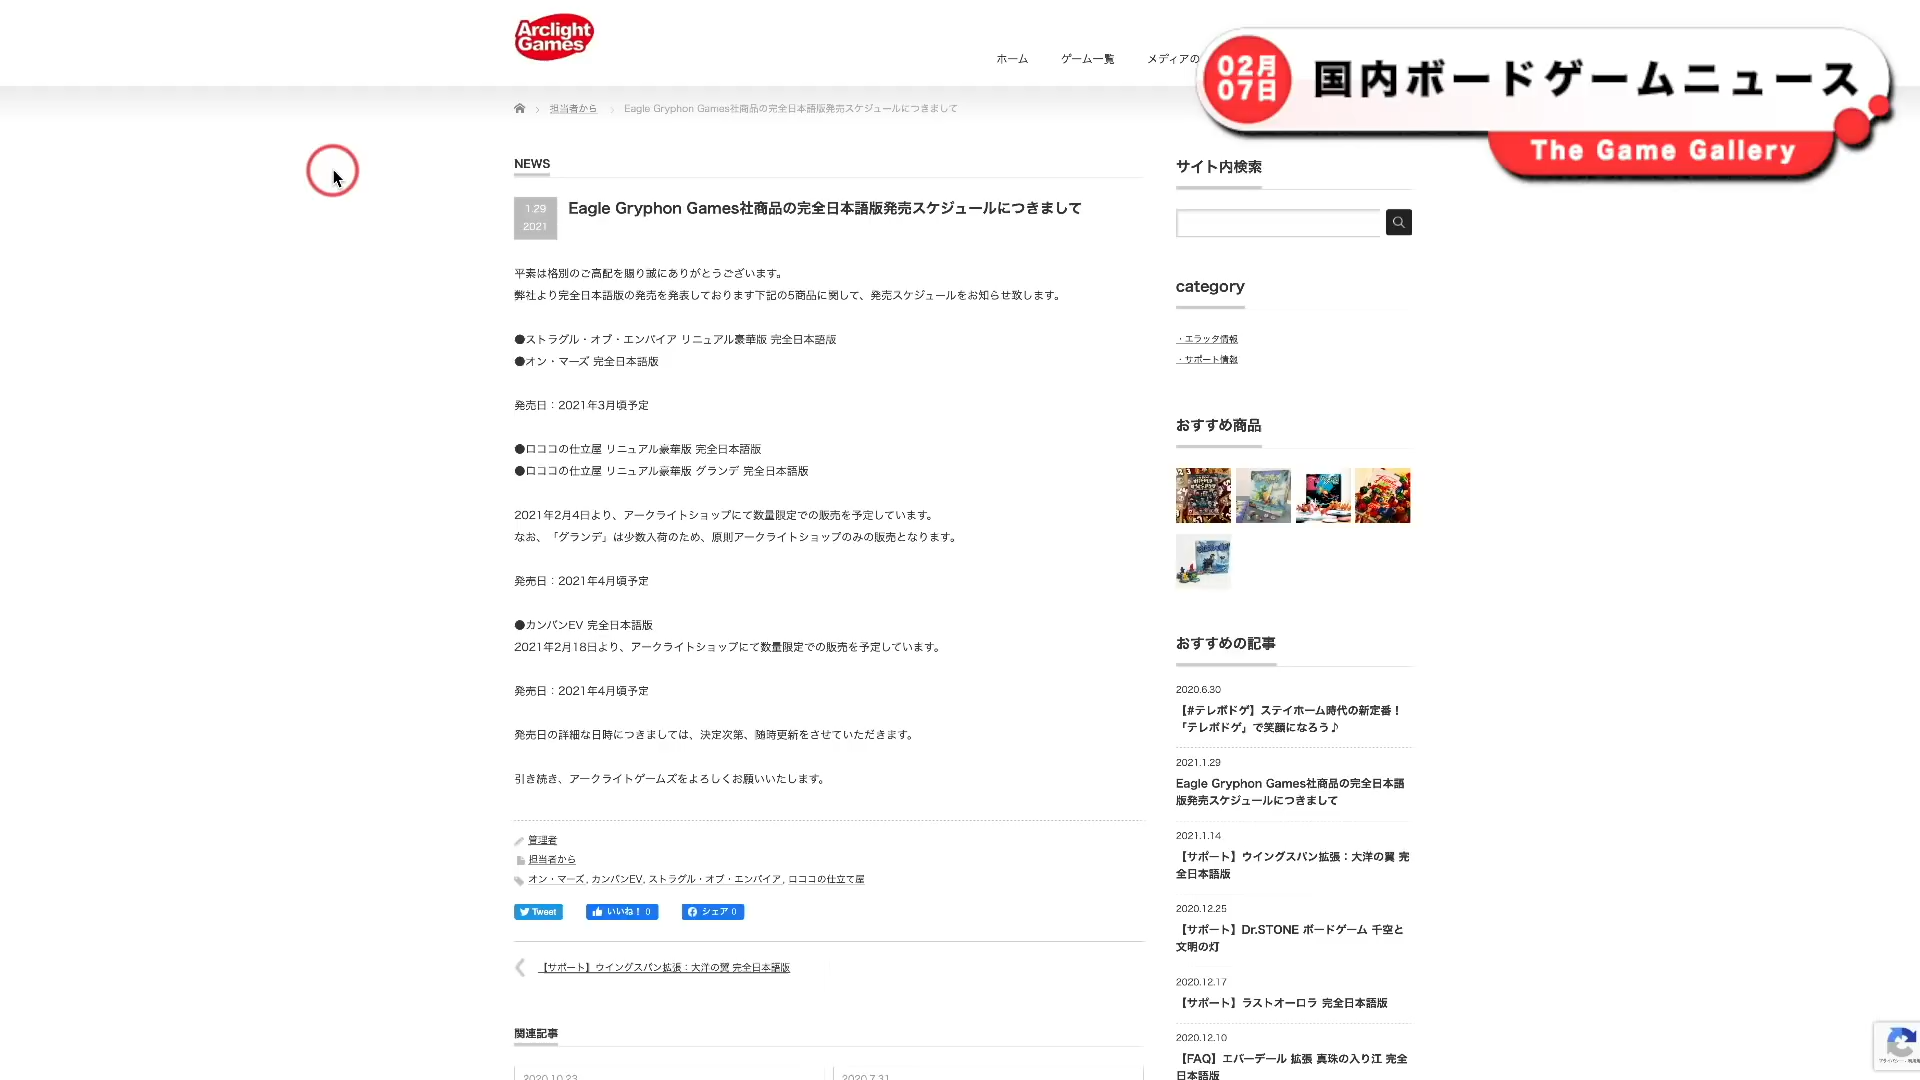 Arclight Games
ホーム ゲーム一覧 メディアの
02月07日
国内ボードゲームニュース
The Game Gallery
担当者から Eagle Gryphon Games社商品の完全日本語版発売スケジュールにつきまして
NEWS
1.29 2021
Eagle Gryphon Games社商品の完全日本語版発売スケジュールにつきまして
平素は格別のご高配を賜り誠にありがとうございます。
弊社より完全日本語版の発売を発表しております下記の5商品に関して、発売スケジュールをお知らせ致します。
●ストラグル・オブ・エンパイア リニュアル豪華版 完全日本語版
●オン・マーズ 完全日本語版
発売日：2021年3月頃予定
●ロココの仕立屋 リニュアル豪華版 完全日本語版
●ロココの仕立屋 リニュアル豪華版 グランデ 完全日本語版
2021年2月4日より、アークライトショップにて数量限定での販売を予定しています。
なお、「グランデ」は少数入荷のため、原則アークライトショップのみの販売となります。
発売日：2021年4月頃予定
●カンバンEV 完全日本語版
2021年2月18日より、アークライトショップにて数量限定での販売を予定しています。
発売日：2021年4月頃予定
発売日の詳細な日時につきましては、決定次第、随時更新をさせていただきます。
引き続き、アークライトゲームズをよろしくお願いいたします。
管理者
担当者から
オン・マーズ, カンバンEV, ストラグル・オブ・エンパイア, ロココの仕立て屋
Tweet いいね！ 0 シェア 0
【サポート】ウイングスパン拡張：大洋の翼 完全日本語版
関連記事
2020.10.23 2020.7.31
サイト内検索
category
・エラッタ情報
・サポート情報
おすすめ商品
おすすめの記事
2020.6.30
【#テレボドゲ】ステイホーム時代の新定番！
「テレボドゲ」で笑顔になろう♪
2021.1.29
Eagle Gryphon Games社商品の完全日本語
版発売スケジュールにつきまして
2021.1.14
【サポート】ウイングスパン拡張：大洋の翼 完
全日本語版
2020.12.25
【サポート】Dr.STONE ボードゲーム 千空と
文明の灯
2020.12.17
【サポート】ラストオーロラ 完全日本語版
2020.12.10
【FAQ】エバーデール 拡張 真珠の入り江 完全
日本語版